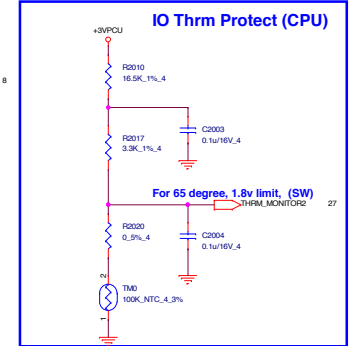 IO Thrm Protect (CPU)
+3VPCU
8
R2010
16.5K_1%_4
R2017
3.3K_1%_4
C2003
0.1u/16V_4
For 65 degree, 1.8v limit, (SW)
THRM_MONITOR2 27
R2020
0_5%_4
C2004
0.1u/16V_4
2
TM0
100K_NTC_4_3%
1